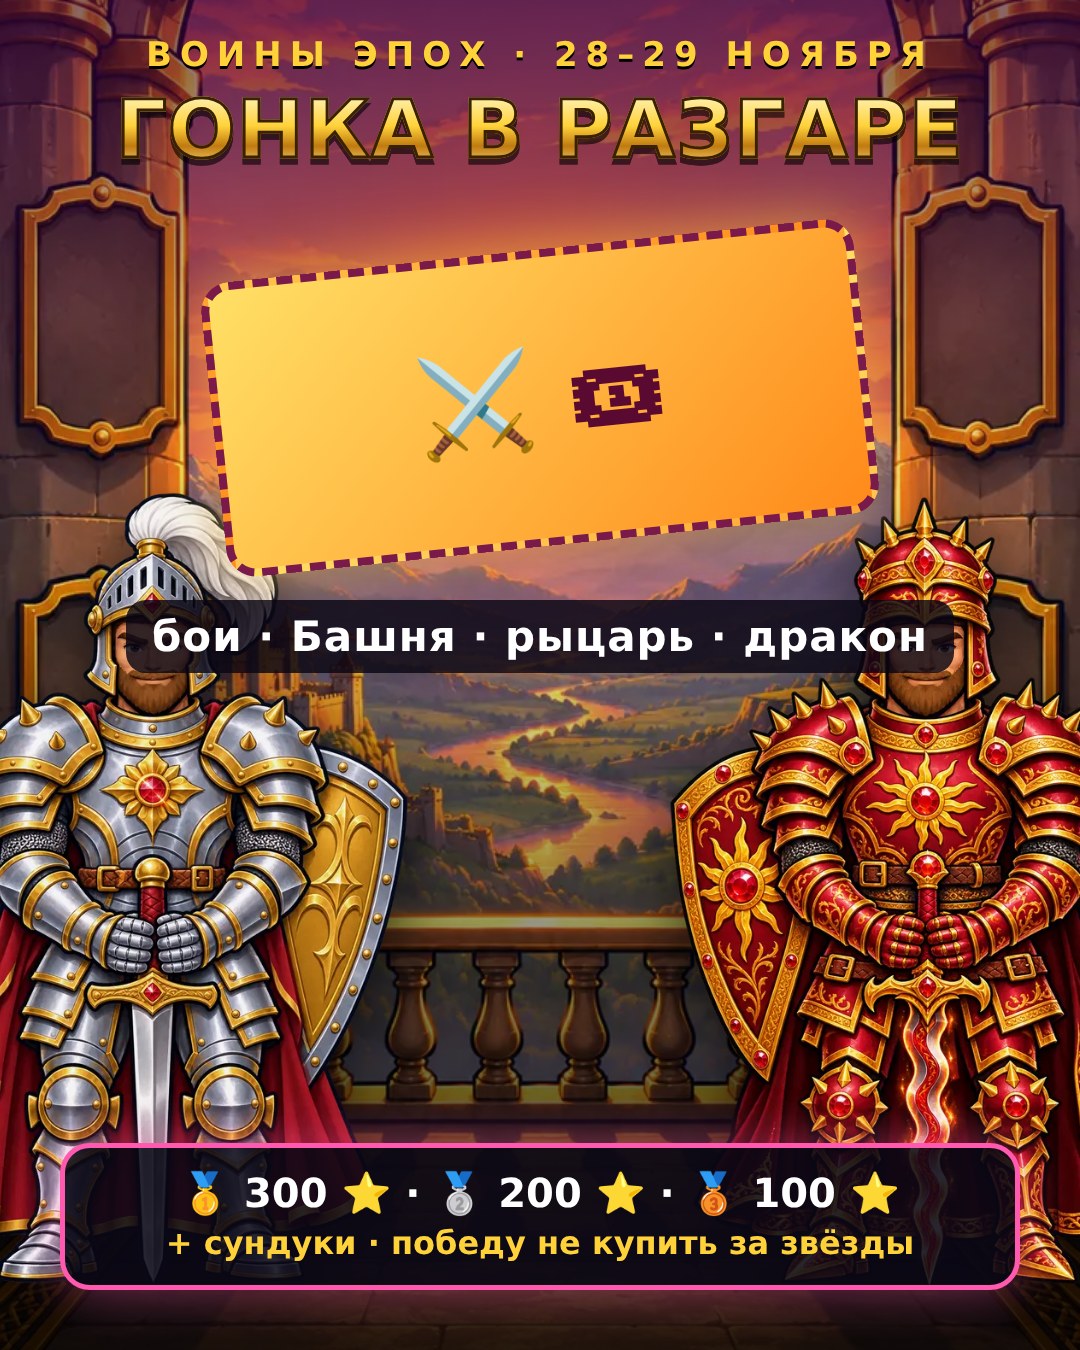 ВОИНЫ ЭПОХ · 28–29 НОЯБРЯ
ГОНКА В РАЗГАРЕ
1
бои · Башня · рыцарь · дракон
🥇 300 ⭐ · 🥈 200 ⭐ · 🥉 100 ⭐
+ сундуки · победу не купить за звёзды